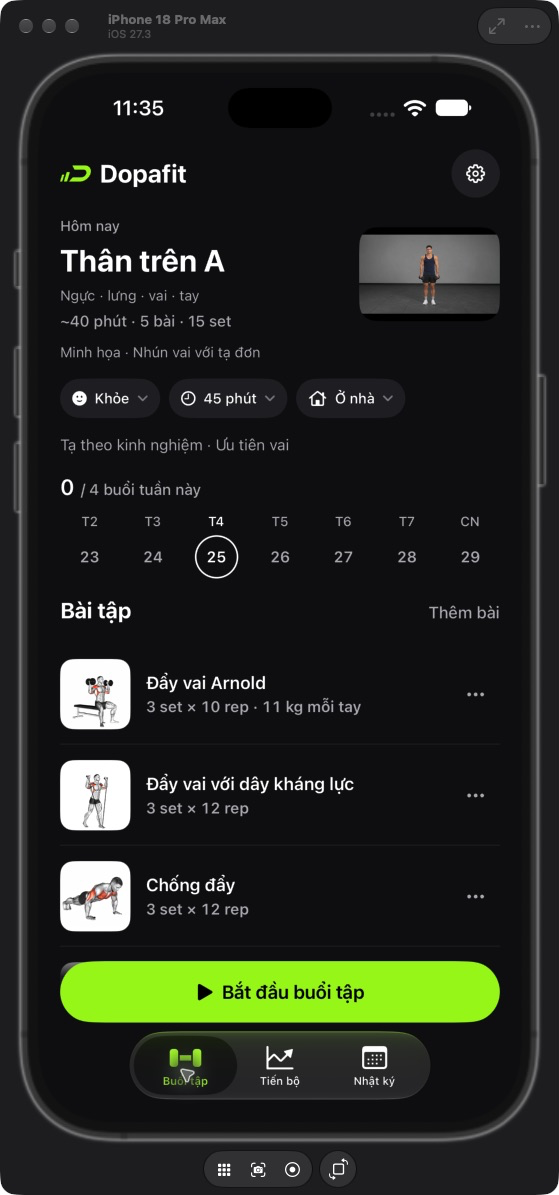 iPhone 18 Pro Max
iOS 27.3
11:35
Dopafit
Hôm nay
Thân trên A
Ngực · lưng · vai · tay
~40 phút · 5 bài · 15 set
Minh họa · Nhún vai với tạ đơn
Khỏe
45 phút
Ở nhà
Tạ theo kinh nghiệm · Ưu tiên vai
0 / 4 buổi tuần này
T2 T3 T4 T5 T6 T7 CN
23 24 25 26 27 28 29
Bài tập
Thêm bài
Đẩy vai Arnold
3 set × 10 rep · 11 kg mỗi tay
Đẩy vai với dây kháng lực
3 set × 12 rep
Chống đẩy
3 set × 12 rep
Bắt đầu buổi tập
Buổi tập
Tiến bộ
Nhật ký